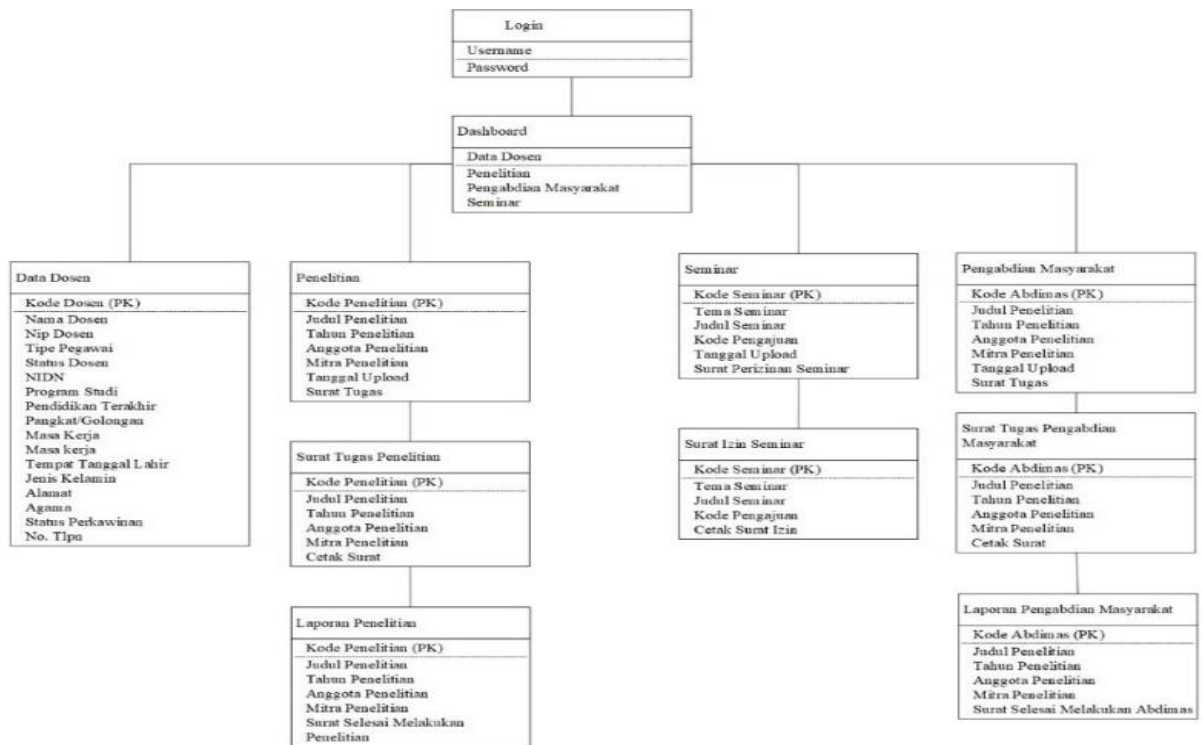 Login
Username
Password
Dashboard
Data Dosen
Penelitian
Pengabdian Masyarakat
Seminar
Data Dosen
Kode Dosen (PK)
Nama Dosen
Nip Dosen
Tipe Pegawai
Status Dosen
NIDN
Program Studi
Pendidikan Terakhir
Pangkat/Golongan
Masa Kerja
Masa kerja
Tempat Tanggal Lahir
Jenis Kelamin
Alamat
Agama
Status Perkawinan
No. Tlpn
Penelitian
Kode Penelitian (PK)
Judul Penelitian
Tahun Penelitian
Anggota Penelitian
Mitra Penelitian
Tanggal Upload
Surat Tugas
Surat Tugas Penelitian
Kode Penelitian (PK)
Judul Penelitian
Tahun Penelitian
Anggota Penelitian
Mitra Penelitian
Cetak Surat
Laporan Penelitian
Kode Penelitian (PK)
Judul Penelitian
Tahun Penelitian
Anggota Penelitian
Mitra Penelitian
Surat Selesai Melakukan
Penelitian
Seminar
Kode Seminar (PK)
Tema Seminar
Judul Seminar
Kode Pengajuan
Tanggal Upload
Surat Perizinan Seminar
Surat Izin Seminar
Kode Seminar (PK)
Tema Seminar
Judul Seminar
Kode Pengajuan
Cetak Surat Izin
Pengabdian Masyarakat
Kode Abdimas (PK)
Judul Penelitian
Tahun Penelitian
Anggota Penelitian
Mitra Penelitian
Tanggal Upload
Surat Tugas
Surat Tugas Pengabdian
Masyarakat
Kode Abdimas (PK)
Judul Penelitian
Tahun Penelitian
Anggota Penelitian
Mitra Penelitian
Cetak Surat
Laporan Pengabdian Masyarakat
Kode Abdimas (PK)
Judul Penelitian
Tahun Penelitian
Anggota Penelitian
Mitra Penelitian
Surat Selesai Melakukan Abdimas